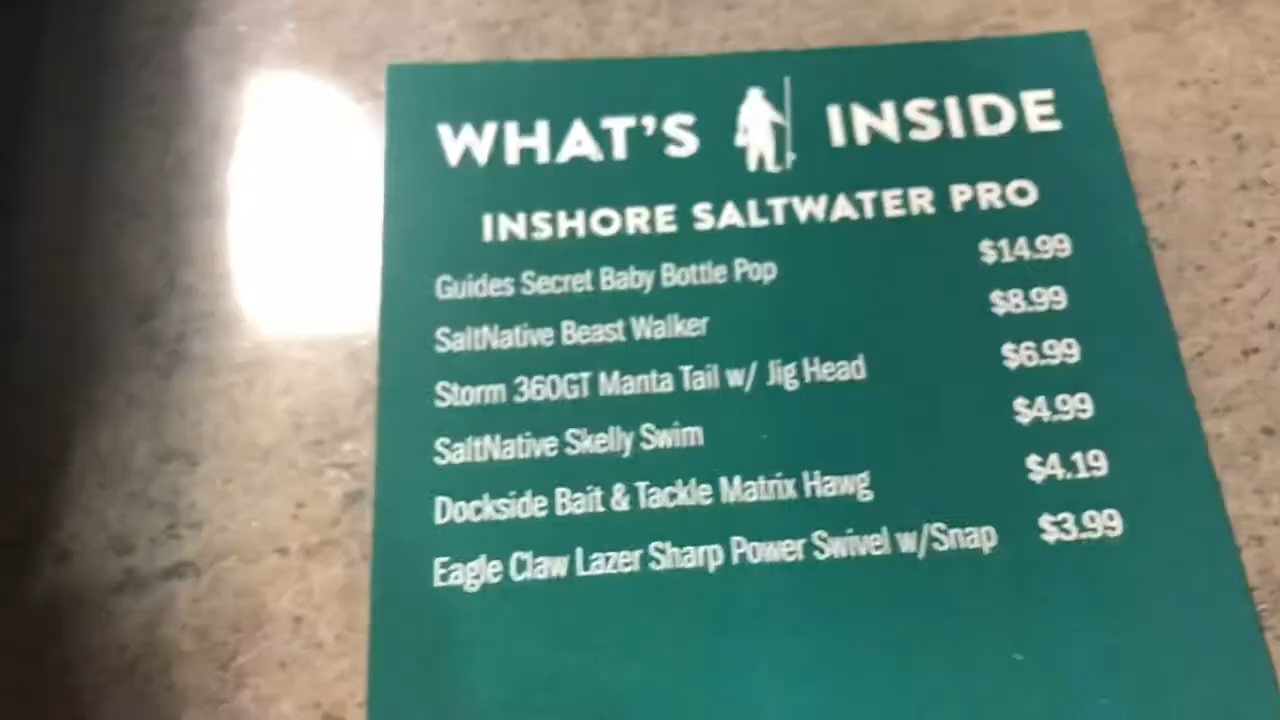 WHAT'S INSIDE
INSHORE SALTWATER PRO
Guides Secret Baby Bottle Pop $14.99
SaltNative Beast Walker $8.99
Storm 360GT Manta Tail w/ Jig Head $6.99
SaltNative Skelly Swim $4.99
Dockside Bait & Tackle Matrix Hawg $4.19
Eagle Claw Lazer Sharp Power Swivel w/Snap $3.99